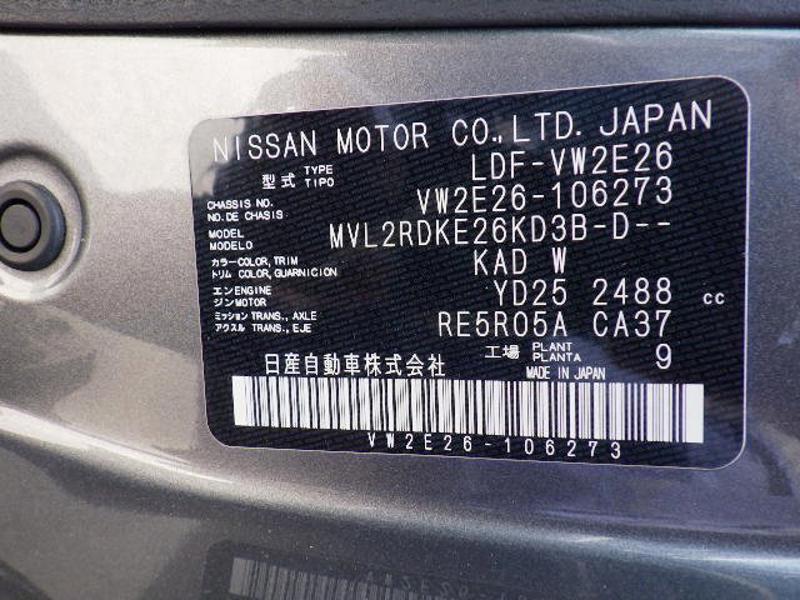 NISSAN MOTOR CO., LTD. JAPAN
型式 TYPE TIPO LDF-VW2E26
CHASSIS NO. NO. DE CHASIS VW2E26-106273
MODEL MODELO MVL2RDKE26KD3B-D--
カラー COLOR, TRIM トリム COLOR, GUARNICION KAD W
エンジン ENGINE MOTOR YD25 2488 cc
ミッション TRANS., AXLE アクスル TRANS., EJE RE5R05A CA37
工場 PLANT PLANTA 9
日産自動車株式会社 MADE IN JAPAN
VW2E26-106273